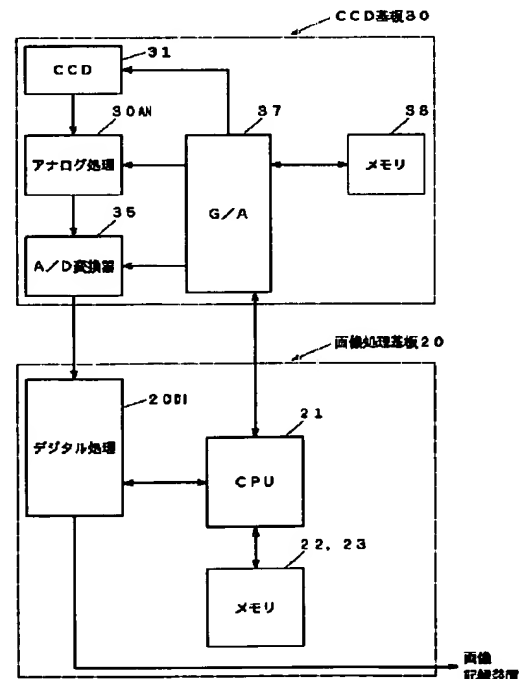 CCD基板30
31
CCD
30AN
37
38
アナログ処理
メモリ
G/A
35
A/D変換器
画像処理基板20
20DI
21
デジタル処理
CPU
22, 23
メモリ
画像
記録装置